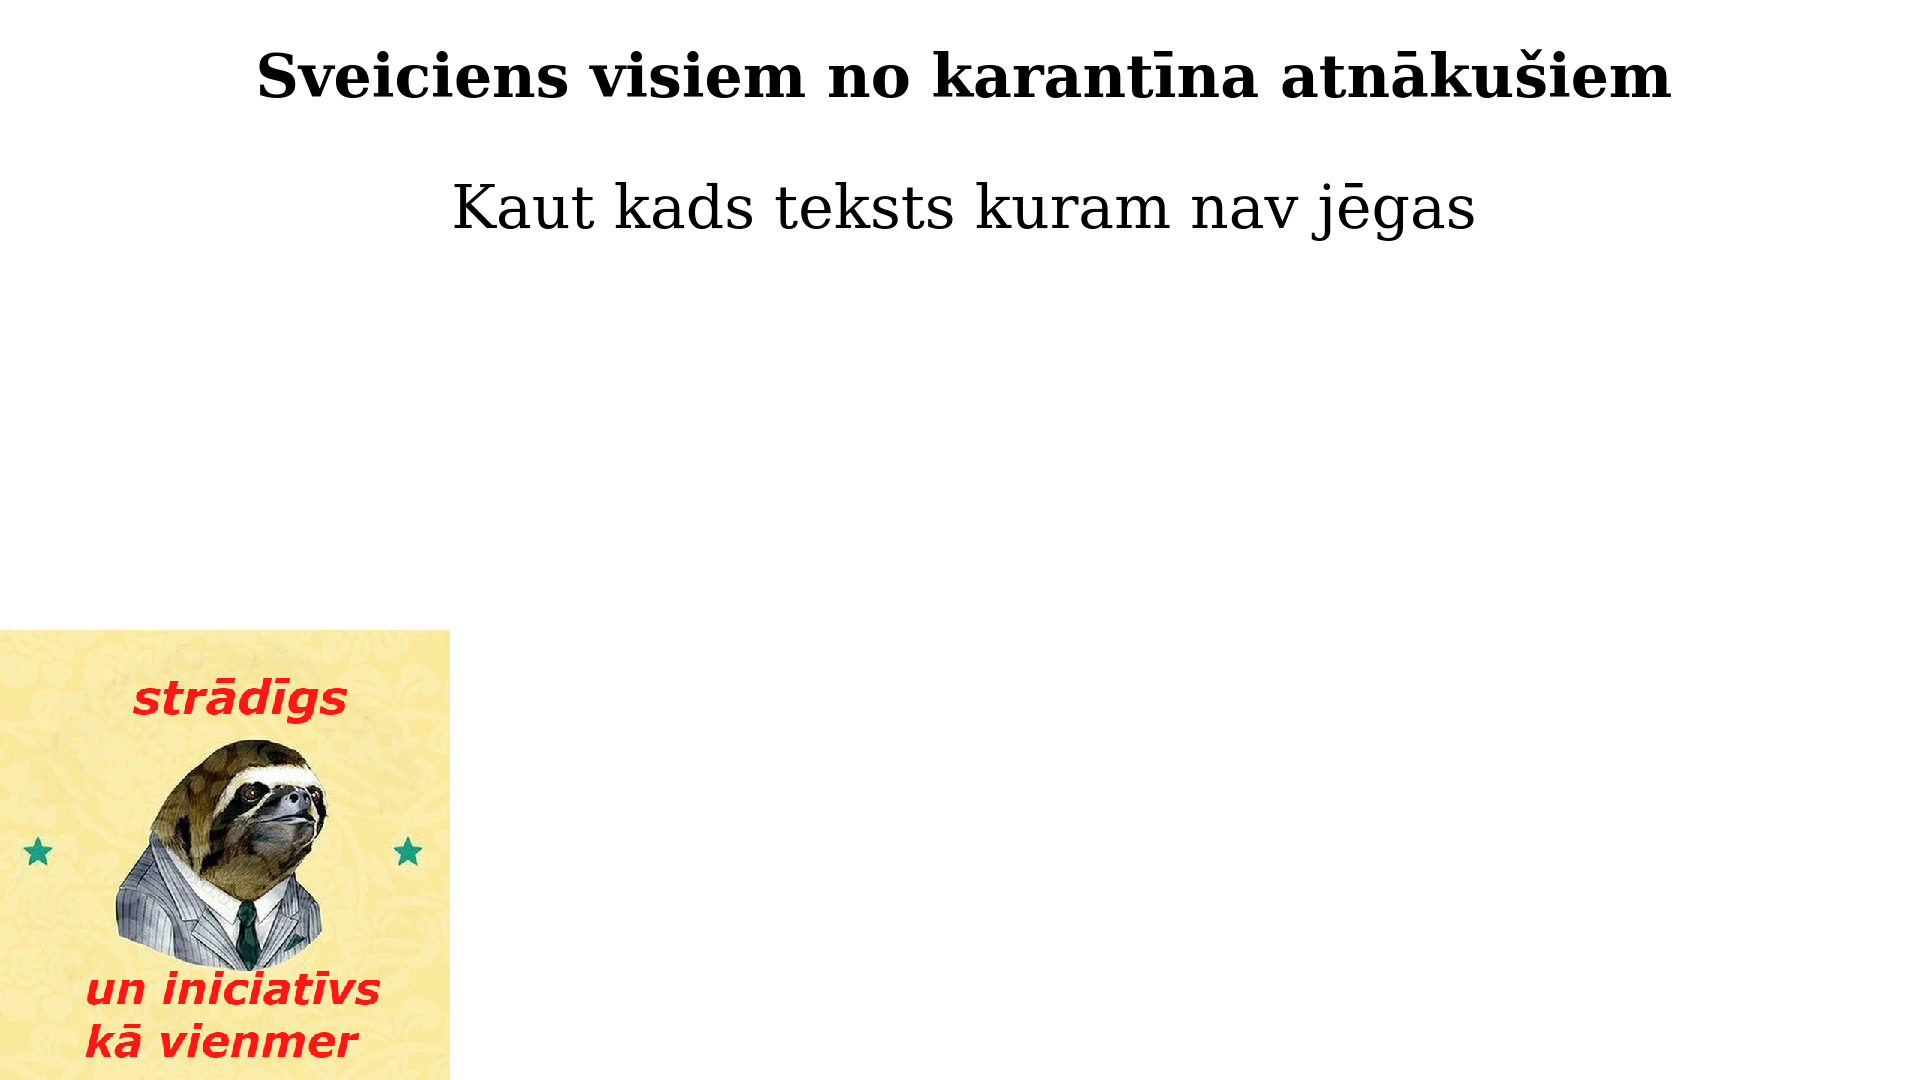 Sveiciens visiem no karantīna atnākušiem
Kaut kads teksts kuram nav jēgas
strādīgs
un iniciatīvs
kā vienmer